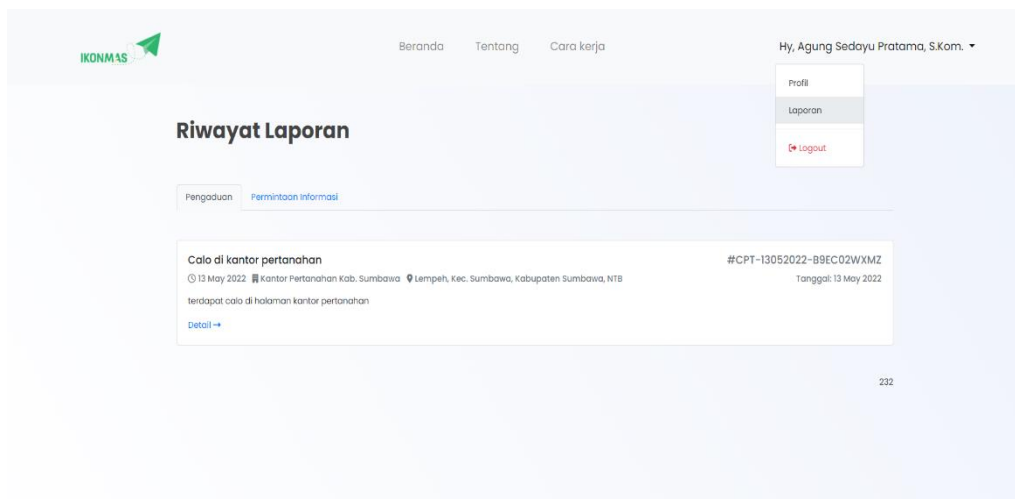 IKONMAS
Beranda Tentang Cara kerja
Hy, Agung Sedayu Pratama, S.Kom.
Profil
Laporan
Logout
Riwayat Laporan
Pengaduan Permintaan Informasi
Calo di kantor pertanahan #CPT-13052022-B9EC02WXMZ
13 May 2022 Kantor Pertanahan Kab. Sumbawa Lempeh, Kec. Sumbawa, Kabupaten Sumbawa, NTB Tanggal: 13 May 2022
terdapat calo di halaman kantor pertanahan
Detail →
232